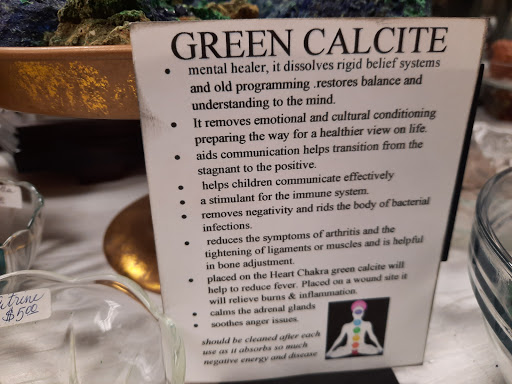 GREEN CALCITE
mental healer, it dissolves rigid belief systems
and old programming .restores balance and
understanding to the mind.
It removes emotional and cultural conditioning
preparing the way for a healthier view on life.
aids communication helps transition from the
stagnant to the positive.
helps children communicate effectively
a stimulant for the immune system.
removes negativity and rids the body of bacterial
infections.
reduces the symptoms of arthritis and the
tightening of ligaments or muscles and is helpful
in bone adjustment.
placed on the Heart Chakra green calcite will
help to reduce fever. Placed on a wound site it
will relieve burns & inflammation.
calms the adrenal glands
soothes anger issues.
should be cleaned after each
use as it absorbs so much
negative energy and disease
$5.00